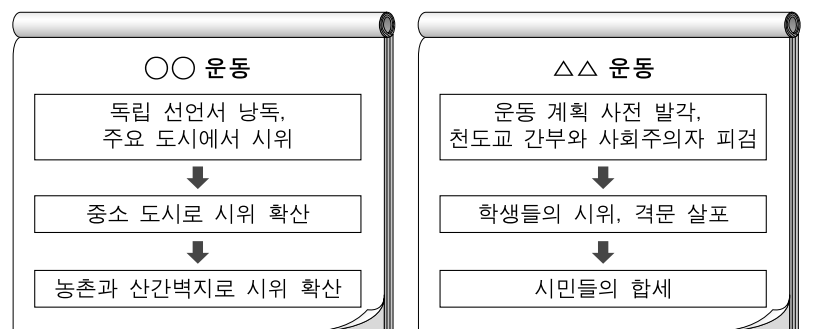 ○○ 운동
독립 선언서 낭독,
주요 도시에서 시위
중소 도시로 시위 확산
농촌과 산간벽지로 시위 확산
△△ 운동
운동 계획 사전 발각,
천도교 간부와 사회주의자 피검
학생들의 시위, 격문 살포
시민들의 합세